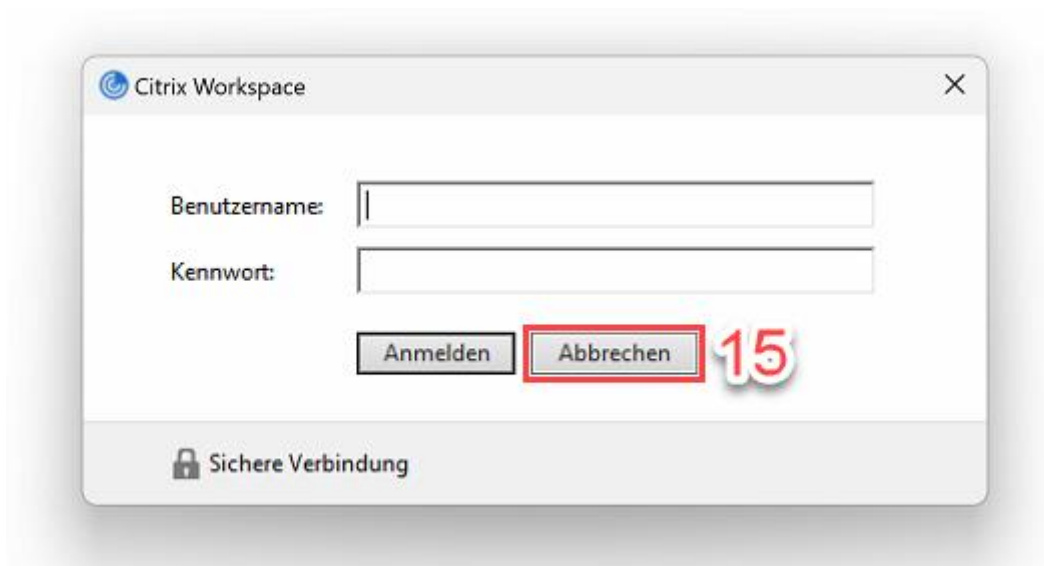 Citrix Workspace
Benutzername:
Kennwort:
Anmelden Abbrechen 15
Sichere Verbindung